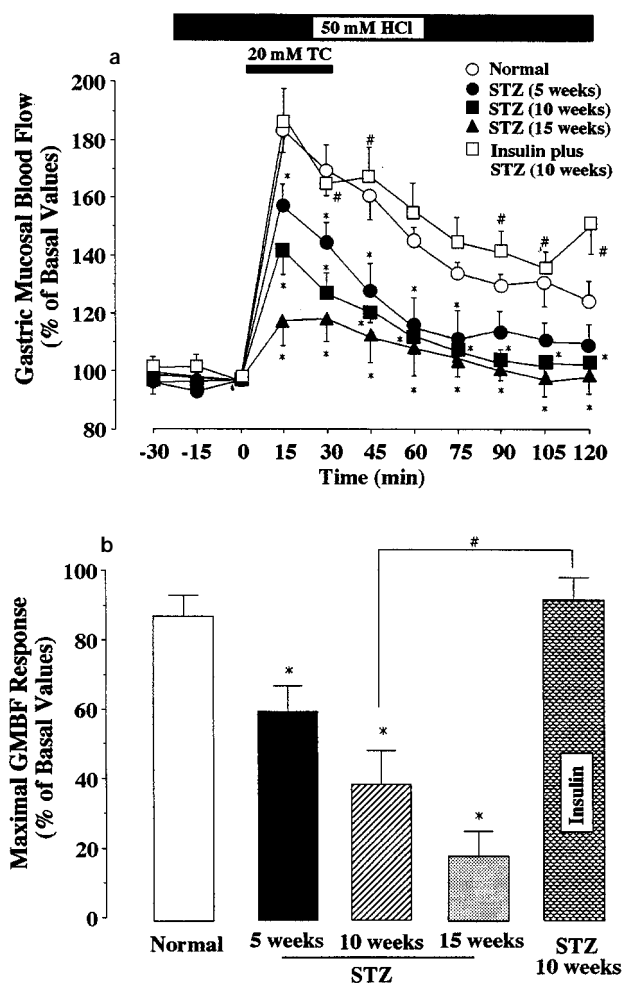 50 mM HCl
a
20 mM TC
Normal
STZ (5 weeks)
STZ (10 weeks)
STZ (15 weeks)
Insulin plus
STZ (10 weeks)
Gastric Mucosal Blood Flow
(% of Basal Values)
200
180
160
140
120
100
80
# 
* #
*
* *
* * * *
* * * * * *
* * * * * * * *
# # #
-30 -15 0 15 30 45 60 75 90 105 120
Time (min)
b
#
Maximal GMBF Response
(% of Basal Values)
100
80
60
40
20
0
*
*
*
Insulin
Normal
5 weeks 10 weeks 15 weeks
STZ
STZ
10 weeks